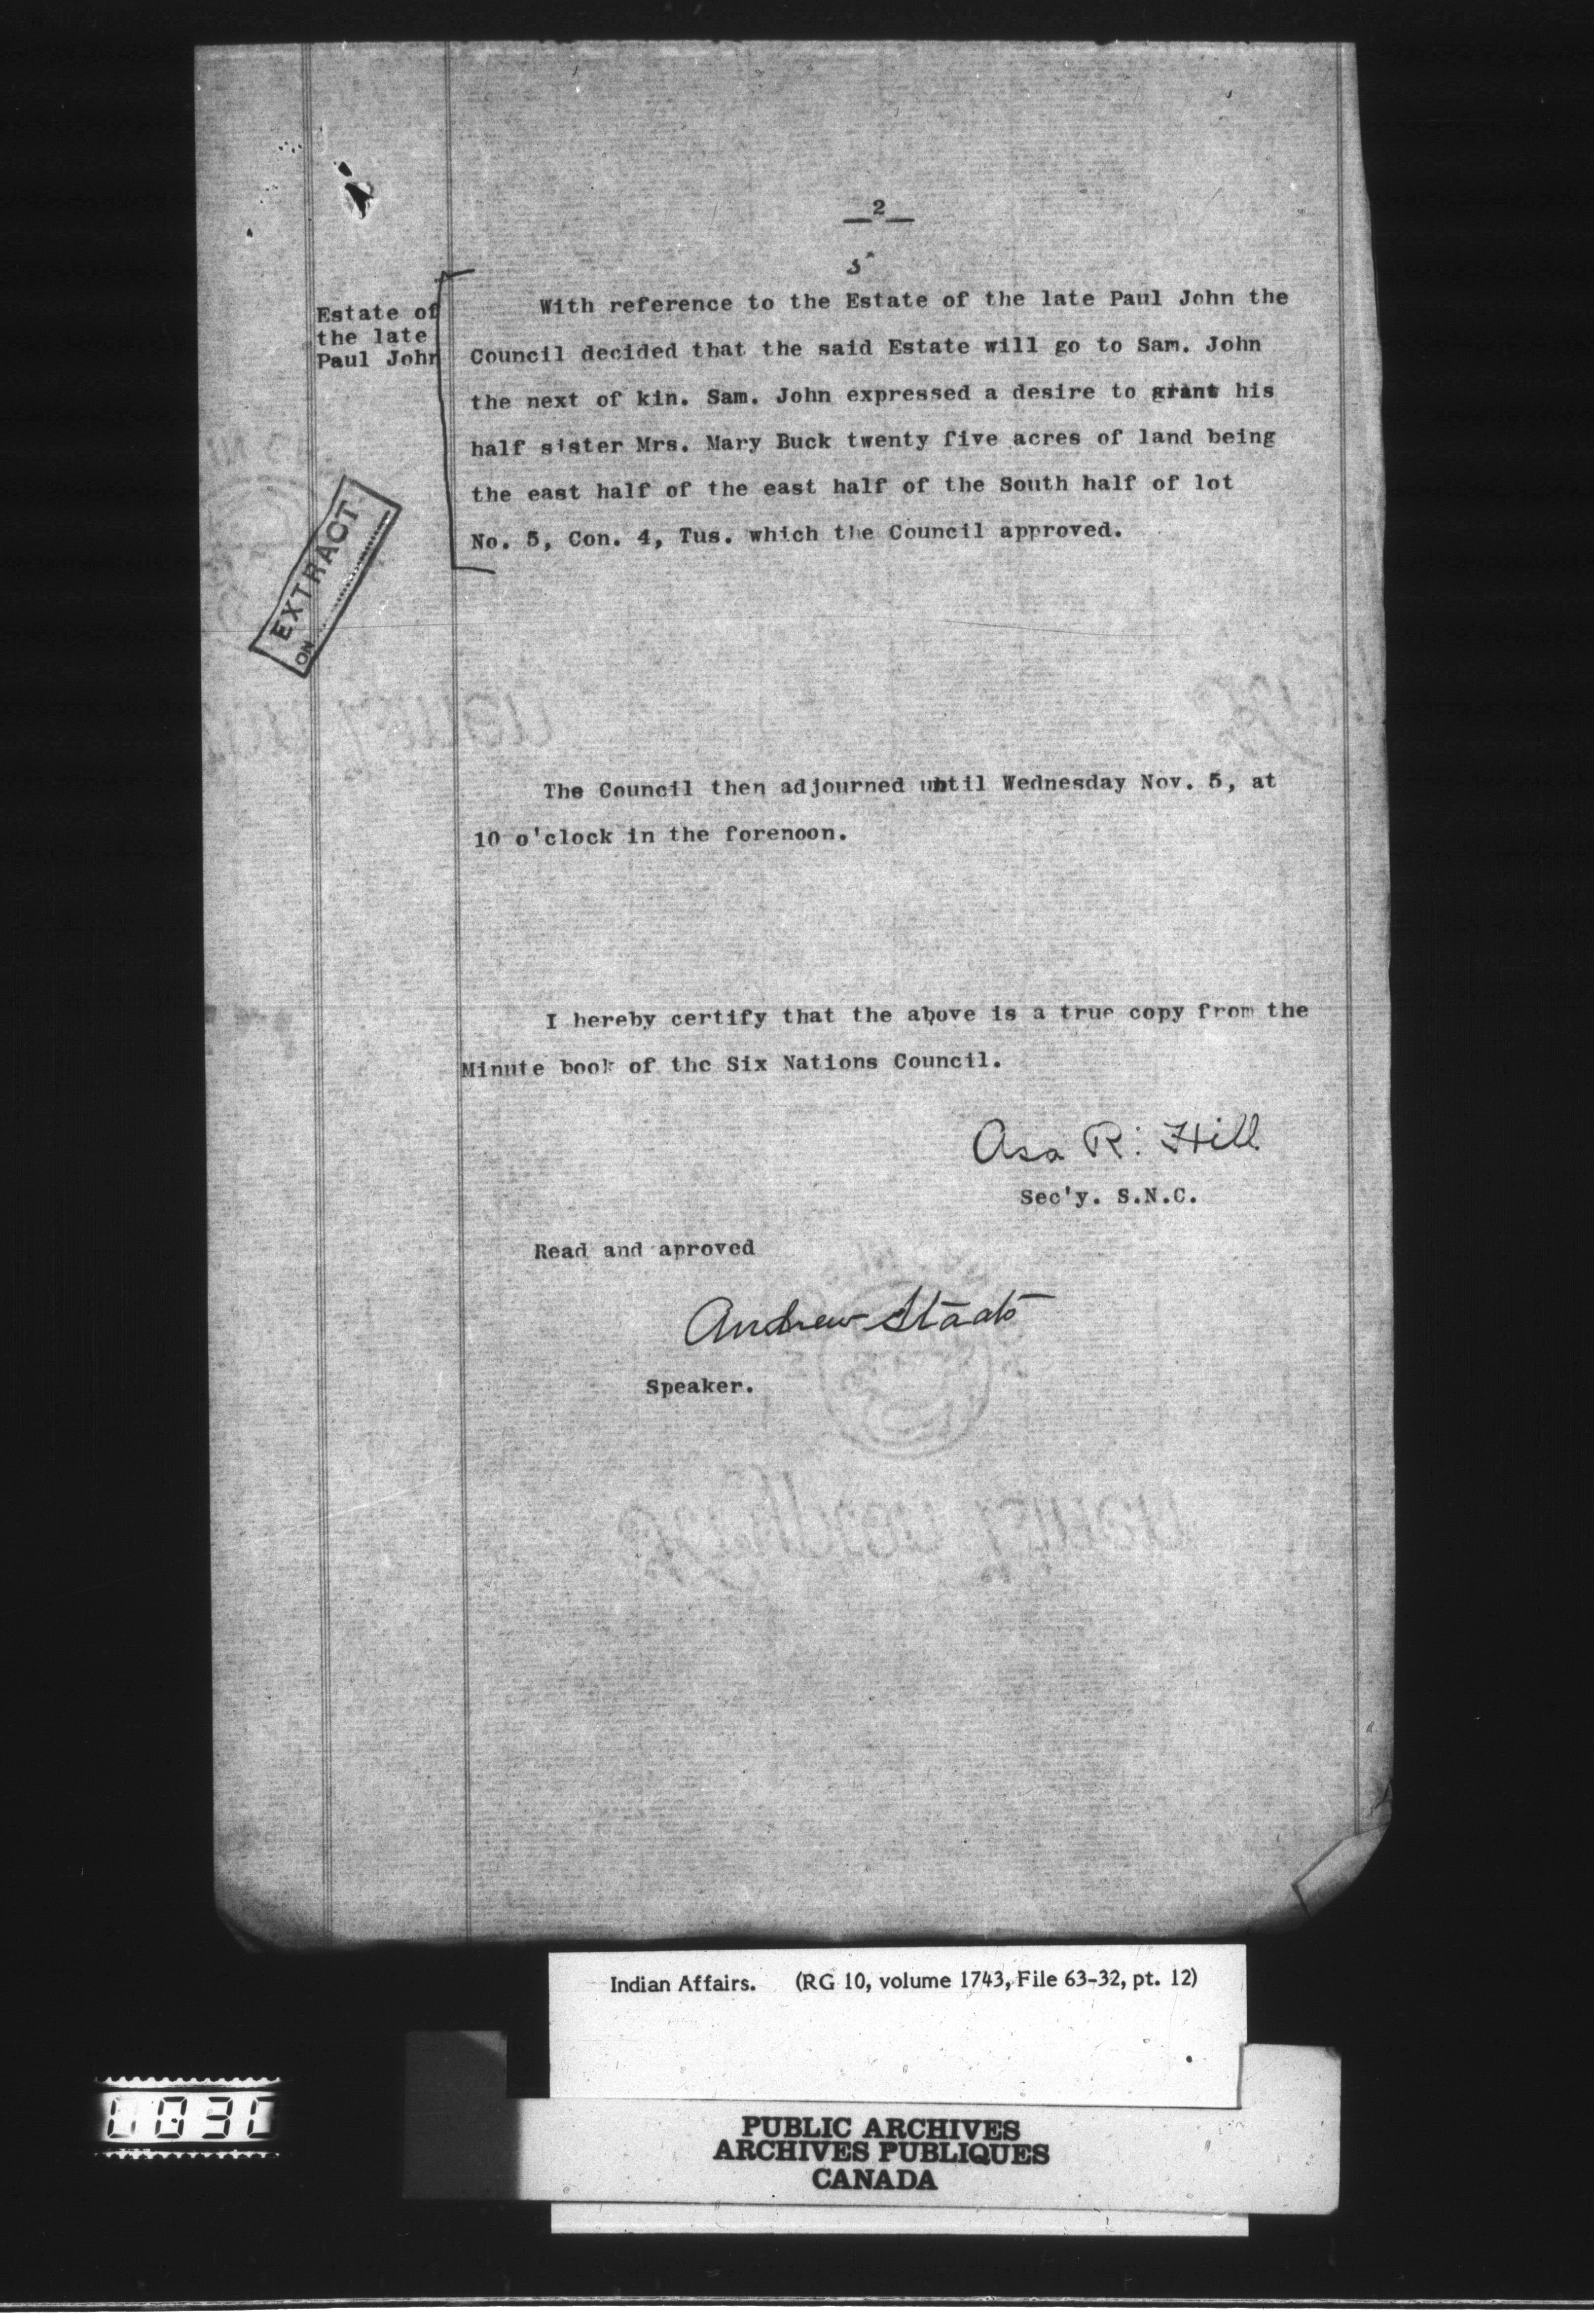 2
5
Estate of
the late
Paul John
With reference to the Estate of the late Paul John the
Council decided that the said Estate will go to Sam. John
the next of kin. Sam. John expressed a desire to grant his
half sister Mrs. Mary Buck twenty five acres of land being
the east half of the east half of the South half of lot
No. 5, Con. 4, Tus. which the Council approved.
EXTRACT
ON
The Council then adjourned until Wednesday Nov. 5, at
10 o'clock in the forenoon.
I hereby certify that the above is a true copy from the
Minute book of the Six Nations Council.
Asa R. Hill
Sec'y. S.N.C.
Read and aproved
Andrew Staats
Speaker.
Indian Affairs. (RG 10, volume 1743, File 63-32, pt. 12)
PUBLIC ARCHIVES
ARCHIVES PUBLIQUES
CANADA